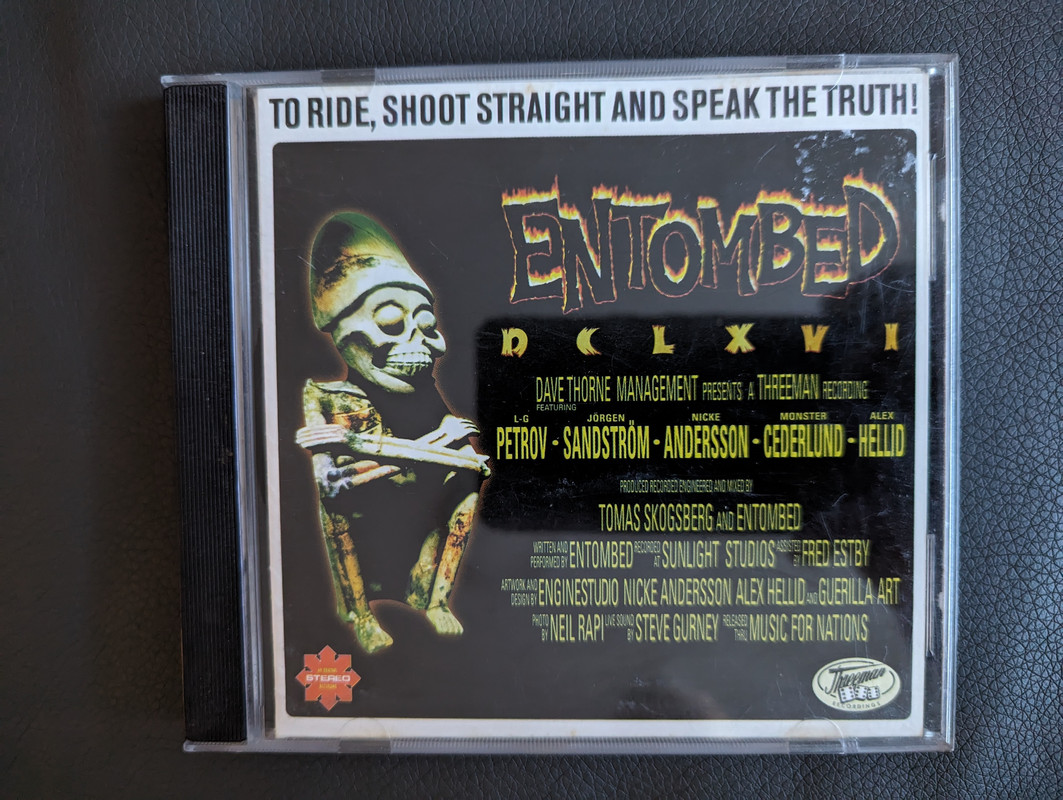 TO RIDE, SHOOT STRAIGHT AND SPEAK THE TRUTH!
ENTOMBED
DCLXVI
DAVE THORNE MANAGEMENT PRESENTS A THREEMAN RECORDING
FEATURING
L-G JÖRGEN NICKE MONSTER ALEX
PETROV - SANDSTRÖM - ANDERSSON - CEDERLUND - HELLID
PRODUCED RECORDED ENGINEERED AND MIXED BY
TOMAS SKOGSBERG AND ENTOMBED
WRITTEN AND PERFORMED BY ENTOMBED RECORDED AT SUNLIGHT STUDIOS ASSISTED BY FRED ESTBY
ARTWORK AND DESIGN BY ENGINESTUDIO NICKE ANDERSSON ALEX HELLID AND GUERILLA ART
PHOTO BY NEIL RAPI LIVE SOUND BY STEVE GURNEY RELEASED THRU MUSIC FOR NATIONS
STEREO
Threeman
RECORDINGS